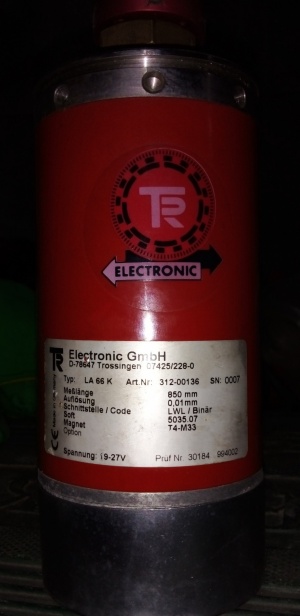 TR
ELECTRONIC
TR Electronic GmbH
D-78647 Trossingen 07425/228-0
Typ: LA 66 K Art.Nr: 312-00136 SN: 0007
Meßlänge 850 mm
Auflösung 0,01mm
Schnittstelle / Code LWL / Binär
Soft 5035.07
Magnet T4-M33
Option
Spannung: 19-27V Prüf Nr 30184 994002